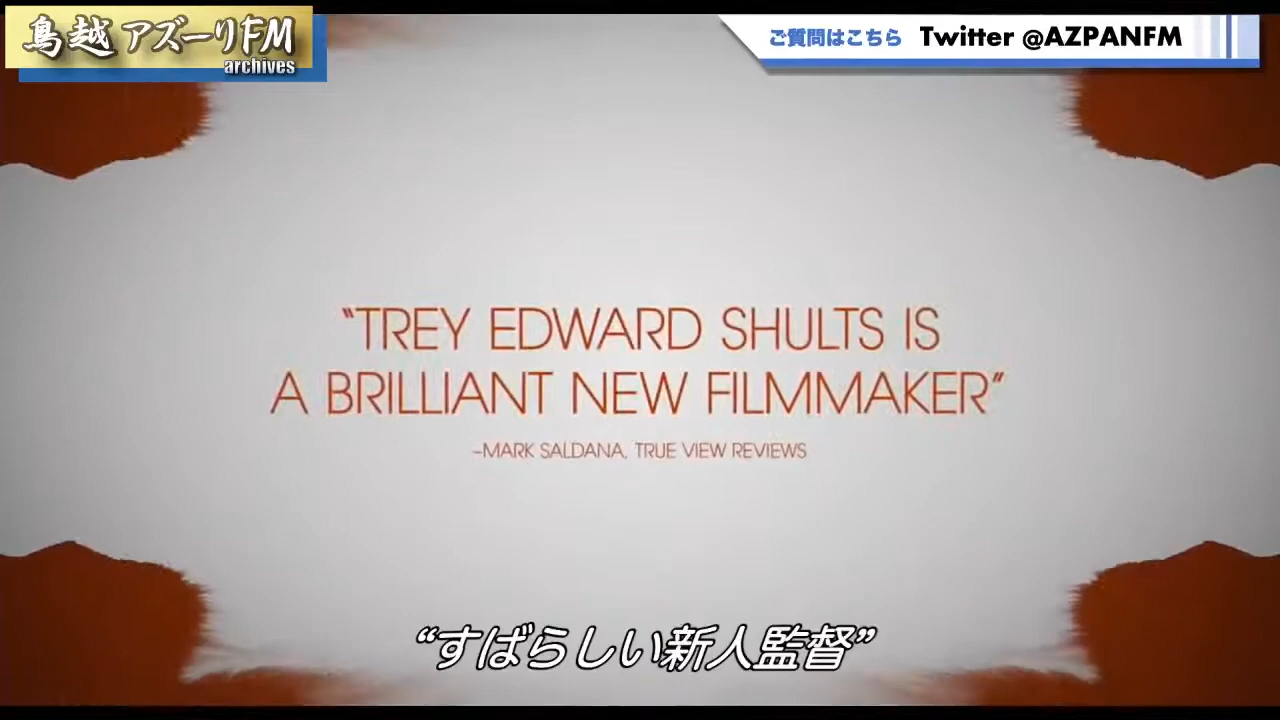 鳥越アズーリFM
archives
ご質問はこちら Twitter @AZPANFM
“TREY EDWARD SHULTS IS
A BRILLIANT NEW FILMMAKER”
–MARK SALDANA, TRUE VIEW REVIEWS
“すばらしい新人監督”